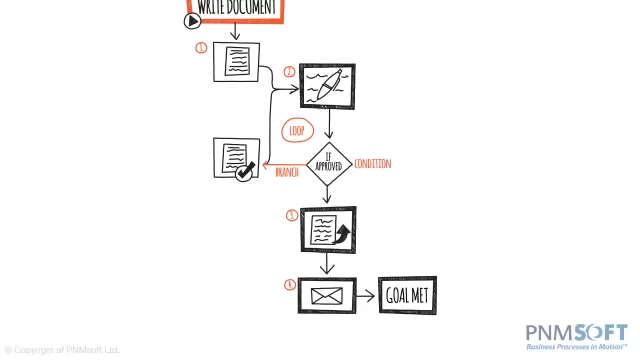 WRITE DOCUMENT
1
2
LOOP
IF
APPROVED
CONDITION
BRANCH
3
4
GOAL MET
© Copyright of PNMsoft Ltd.
PNMSOFT
Business Processes in Motion™